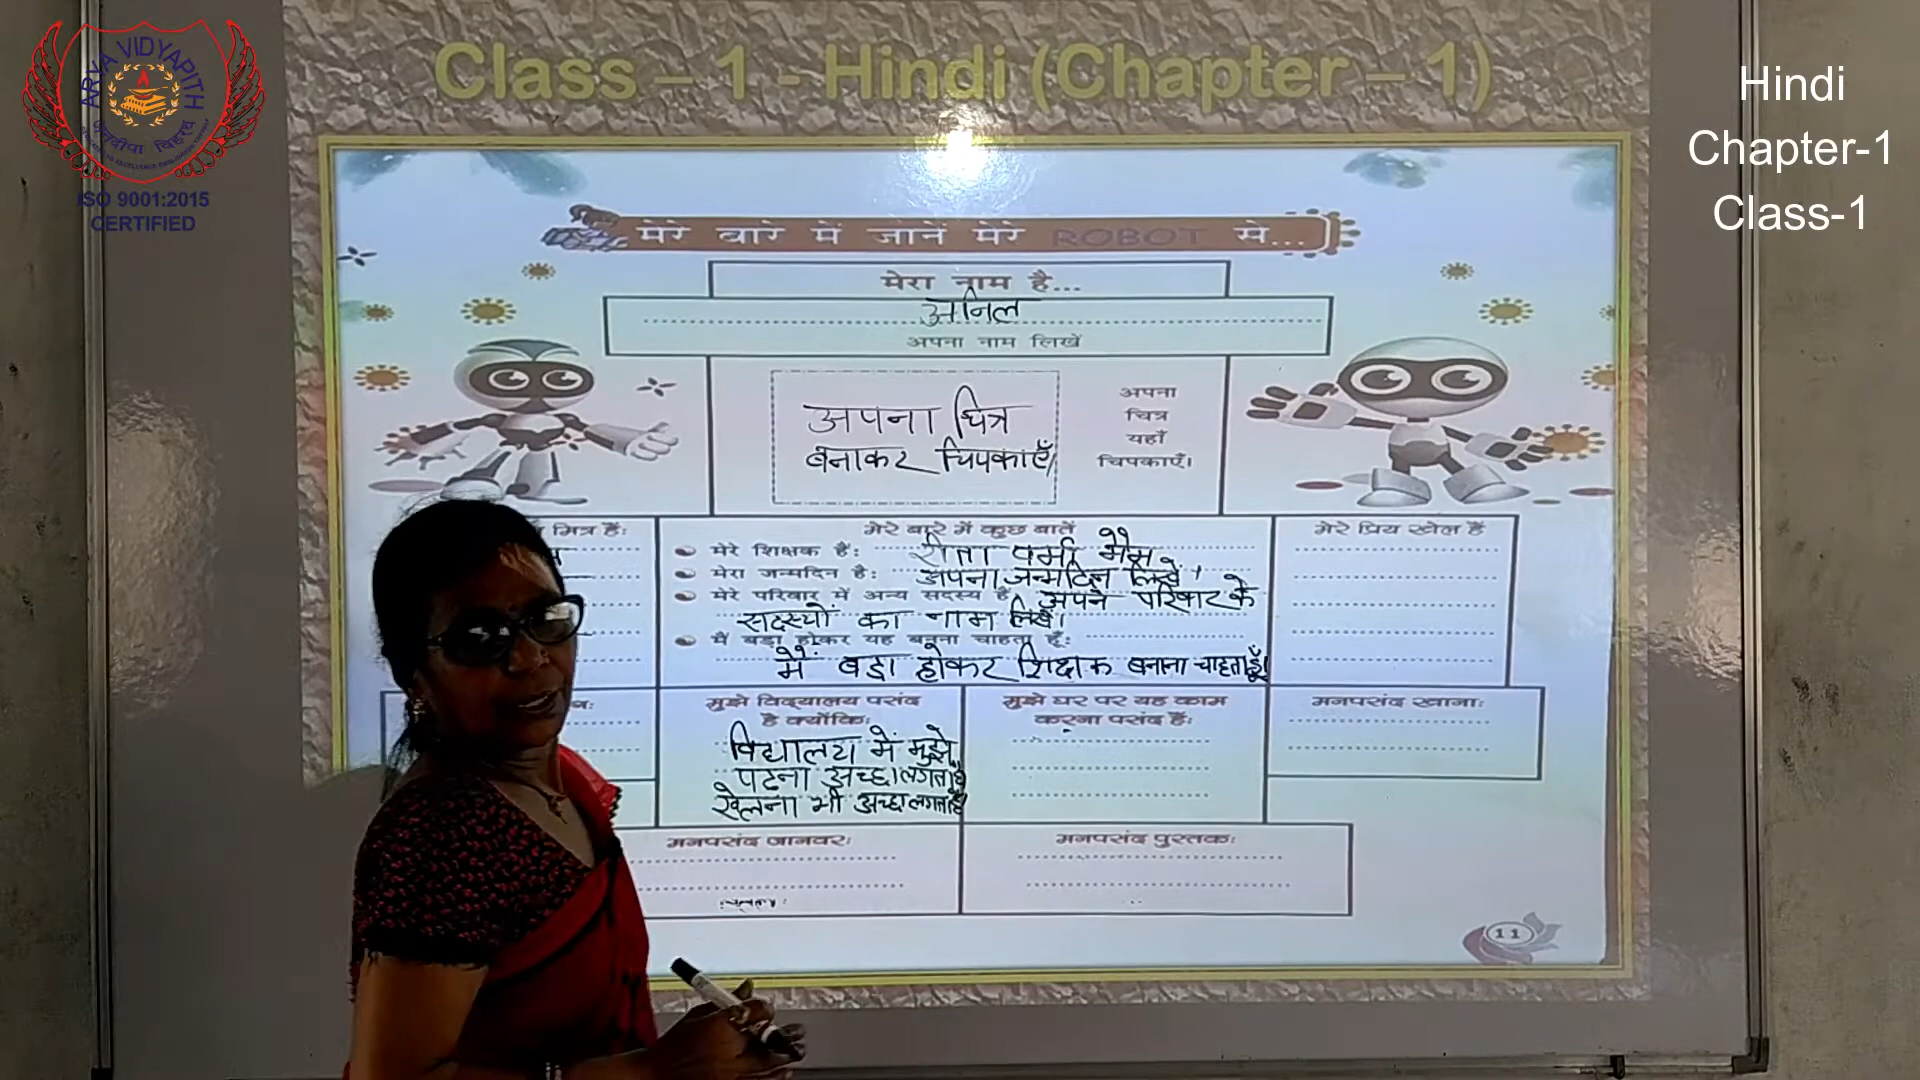 ARYA VIDYAPITH
ISO 9001:2015
CERTIFIED
Class – 1 - Hindi (Chapter – 1)
Hindi
Chapter-1
Class-1
मेरे बारे में जानें मेरे ROBOT से...
मेरा नाम है...
अनिल
अपना नाम लिखें
अपना चित्र
बनाकर चिपकाएँ
अपना
चित्र
यहाँ
चिपकाएँ।
मित्र हैं:
मेरे बारे में कुछ बातें
मेरे शिक्षक हैं: रीता वर्मा मैम
मेरा जन्मदिन है: अपना जन्मदिन लिखें।
मेरे परिवार में अन्य सदस्य हैं अपने परिवार के
सदस्यों का नाम लिखें।
मैं बड़ा होकर यह बनना चाहता हूँ:
में बड़ा होकर शिक्षक बनाना चाहता हूँ।
मेरे प्रिय खेल हैं
मुझे विद्यालय पसंद
है क्योंकि:
विद्यालय में मुझे
पढना अच्छा लगता है
खेलना भी अच्छा लगता है
मुझे घर पर यह काम
करना पसंद है:
मनपसंद खाना:
मनपसंद जानवर:
मनपसंद पुस्तक:
11